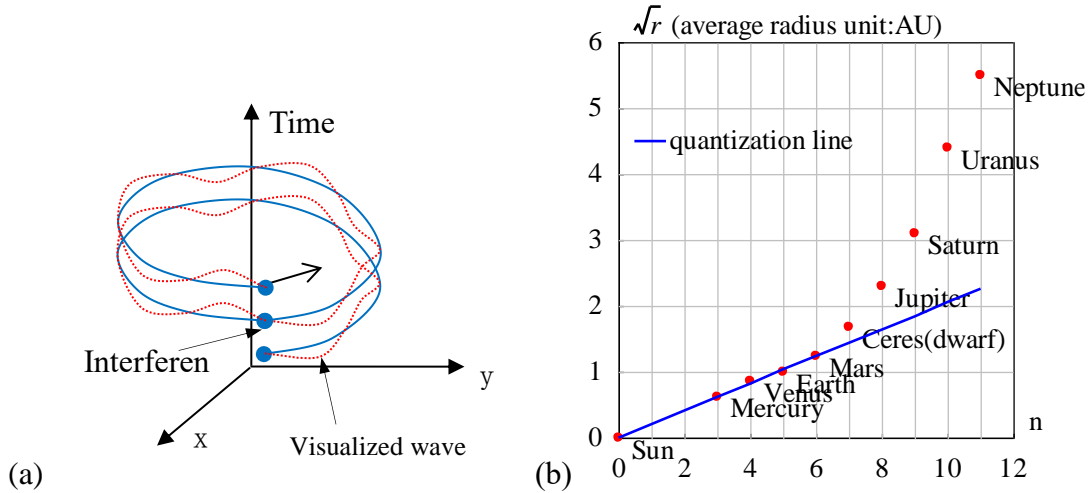 Time
Interferen
y
x
Visualized wave
(a)
√r (average radius unit:AU)
6
5
4
3
2
1
0
Neptune
quantization line
Uranus
Saturn
Jupiter
Ceres(dwarf)
Mars
Earth
Venus
Mercury
Sun
n
0 2 4 6 8 10 12
(b)